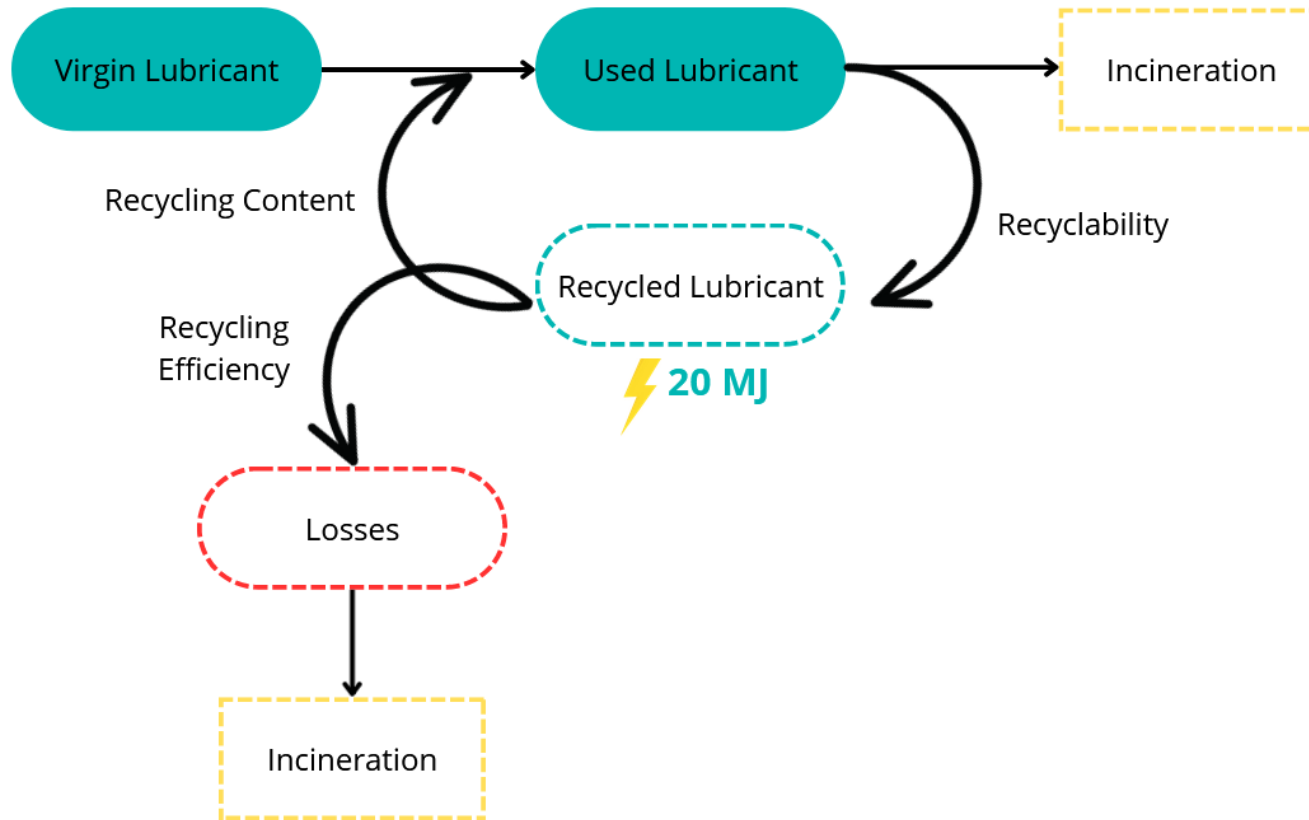 Virgin Lubricant
Used Lubricant
Incineration
Recycling Content
Recyclability
Recycled Lubricant
Recycling
Efficiency
20 MJ
Losses
Incineration